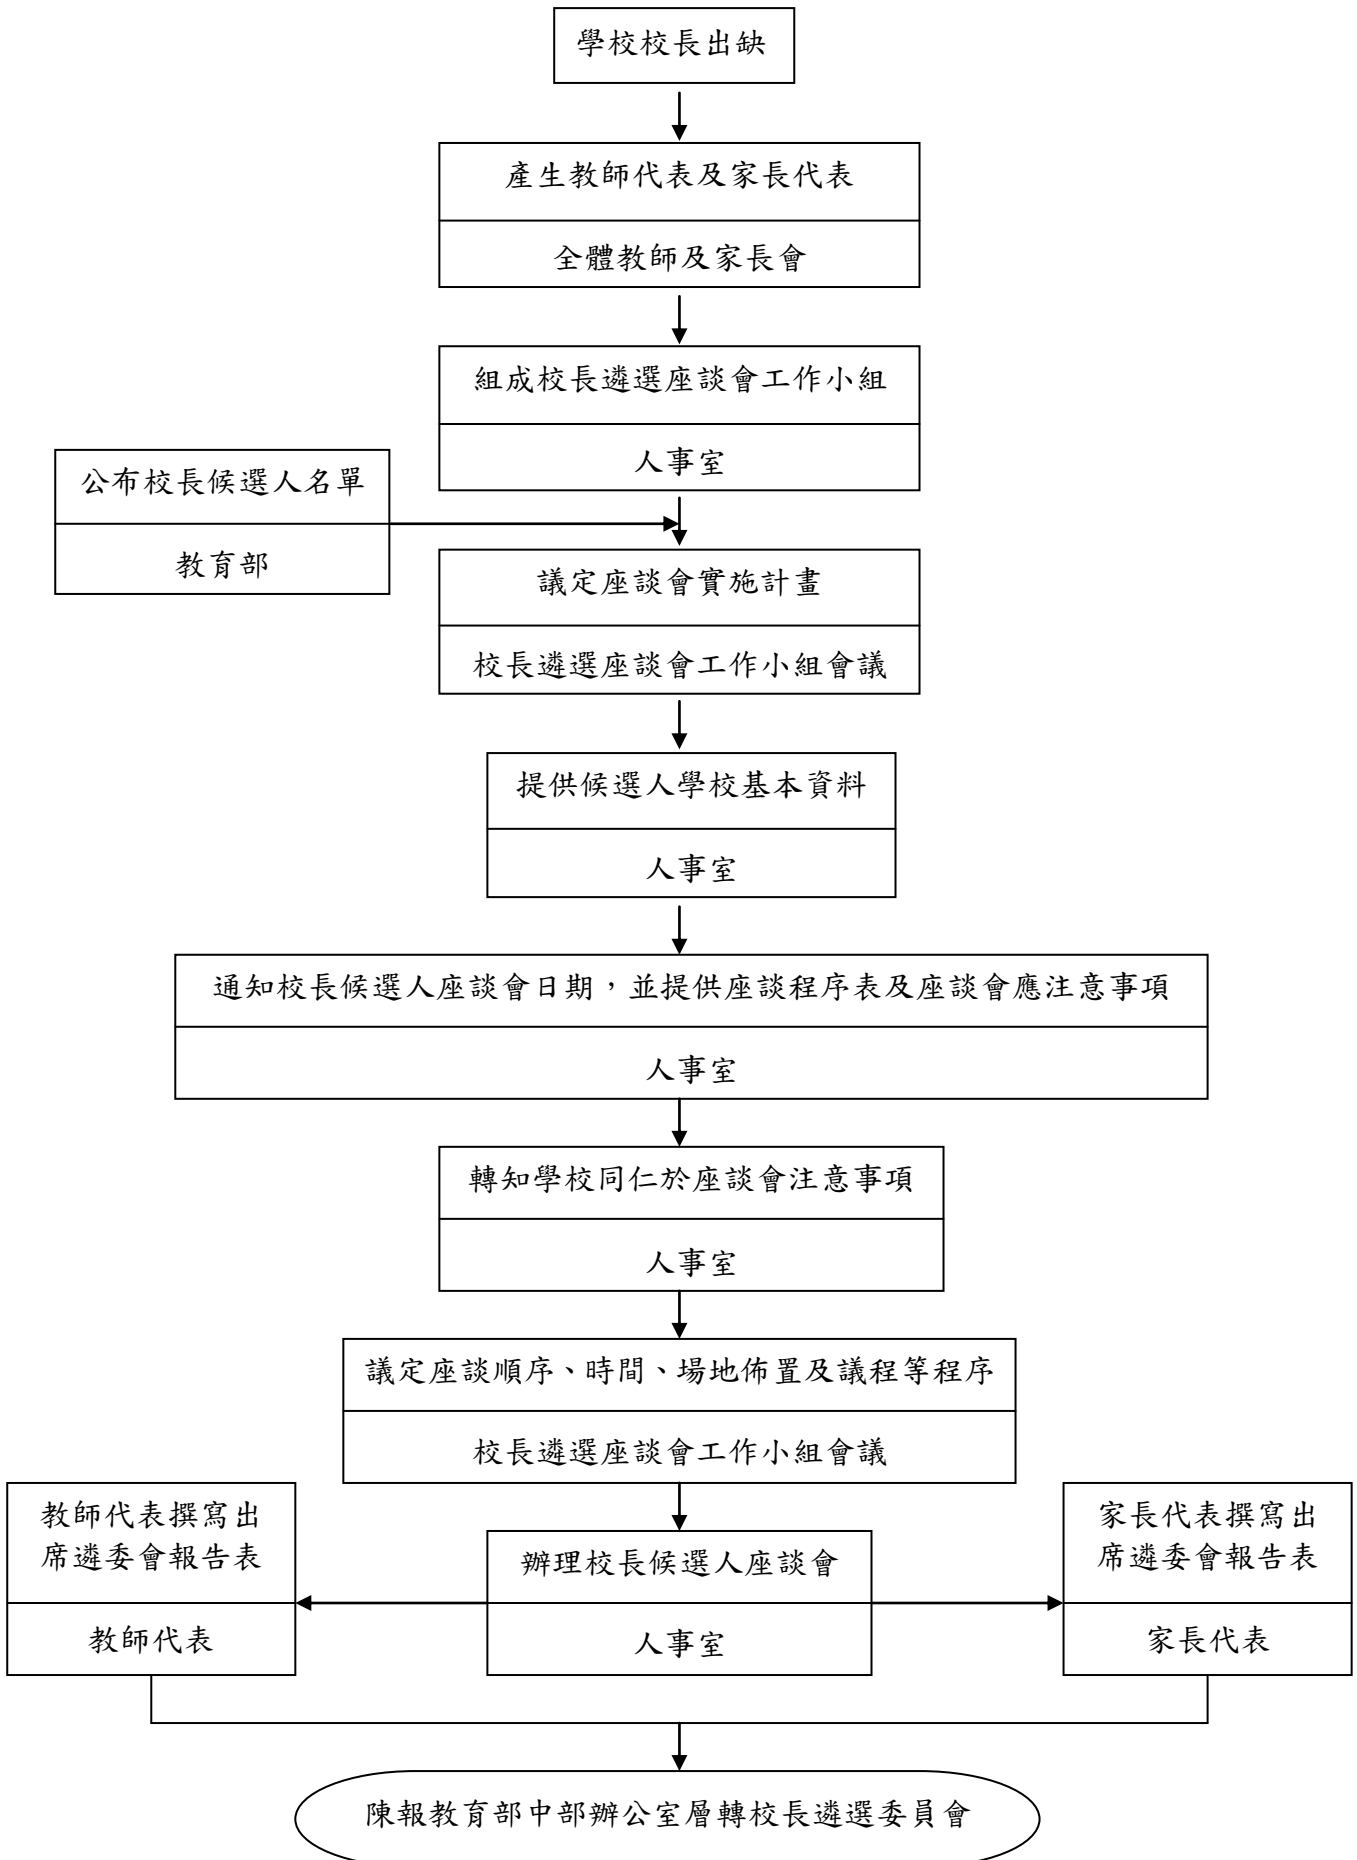 學校校長出缺
產生教師代表及家長代表
全體教師及家長會
組成校長遴選座談會工作小組
人事室
公布校長候選人名單
教育部
議定座談會實施計畫
校長遴選座談會工作小組會議
提供候選人學校基本資料
人事室
通知校長候選人座談會日期，並提供座談程序表及座談會應注意事項
人事室
轉知學校同仁於座談會注意事項
人事室
議定座談順序、時間、場地佈置及議程等程序
校長遴選座談會工作小組會議
教師代表撰寫出
席遴委會報告表
教師代表
辦理校長候選人座談會
人事室
家長代表撰寫出
席遴委會報告表
家長代表
陳報教育部中部辦公室層轉校長遴選委員會